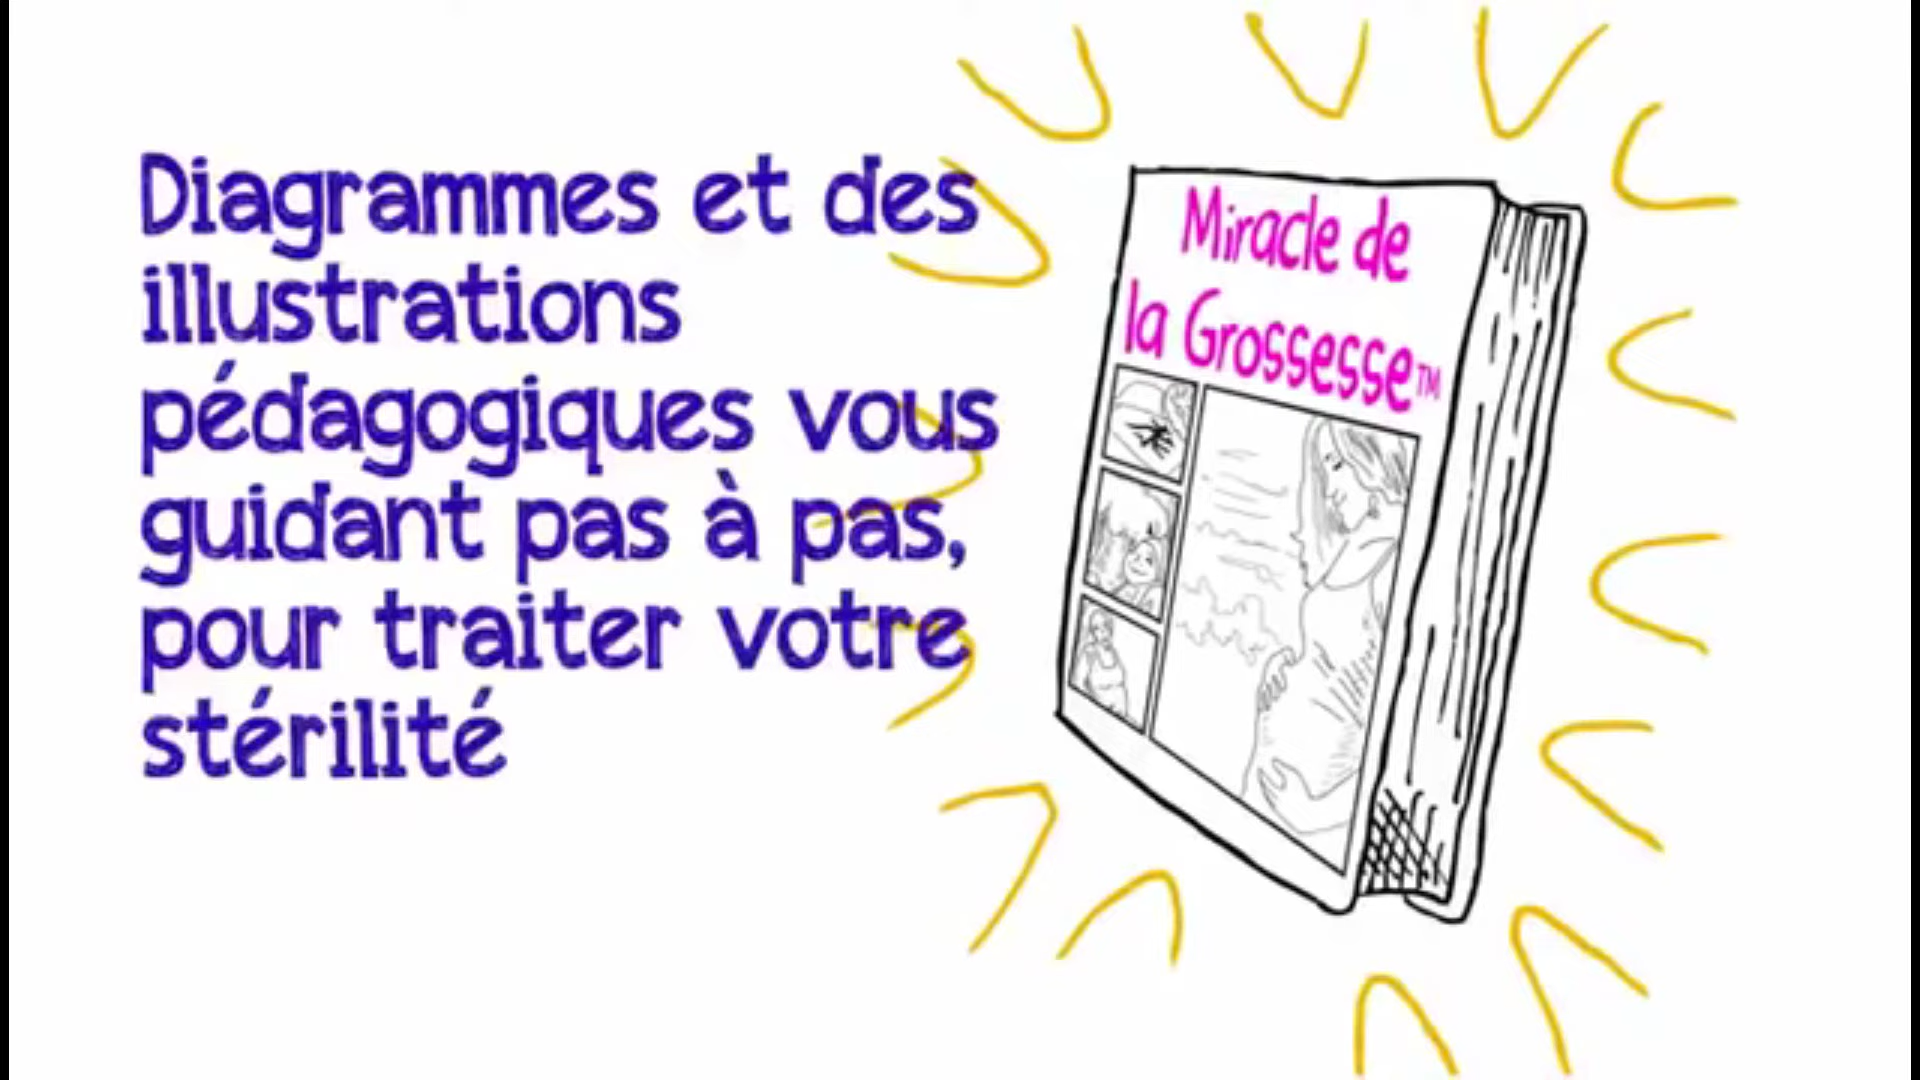 Diagrammes et des
illustrations
pédagogiques vous
guidant pas à pas,
pour traiter votre
stérilité
Miracle de
la Grossesse™